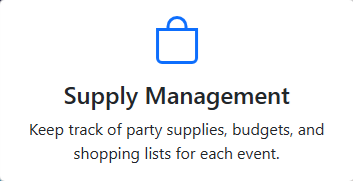 Supply Management
Keep track of party supplies, budgets, and
shopping lists for each event.